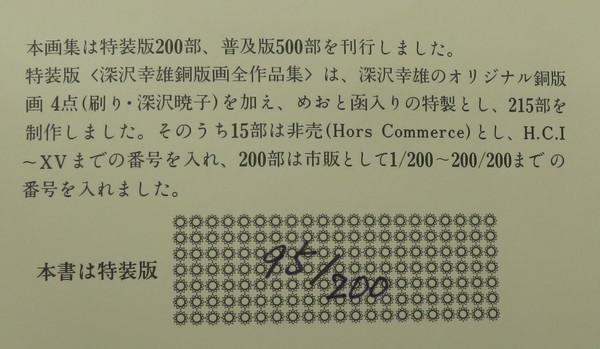 本画集は特装版200部、普及版500部を刊行しました。
特装版〈深沢幸雄銅版画全作品集〉は、深沢幸雄のオリジナル銅版
画 4点(刷り・深沢暁子)を加え、めおと函入りの特製とし、215部を
制作しました。そのうち15部は非売(Hors Commerce)とし、H.C.I
～XVまでの番号を入れ、200部は市販として1/200～200/200までの
番号を入れました。
本書は特装版 95/200